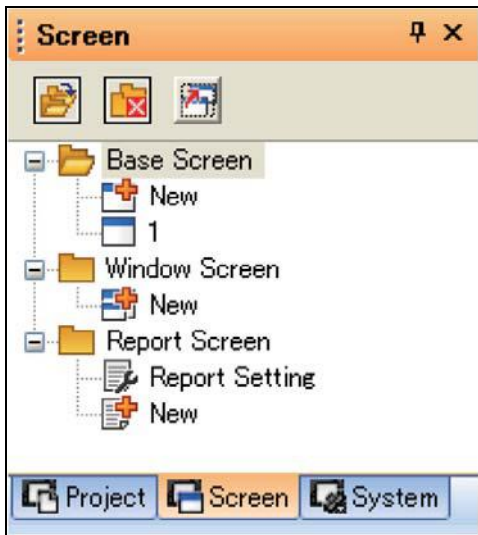 Screen
Base Screen
New
1
Window Screen
New
Report Screen
Report Setting
New
Project Screen System